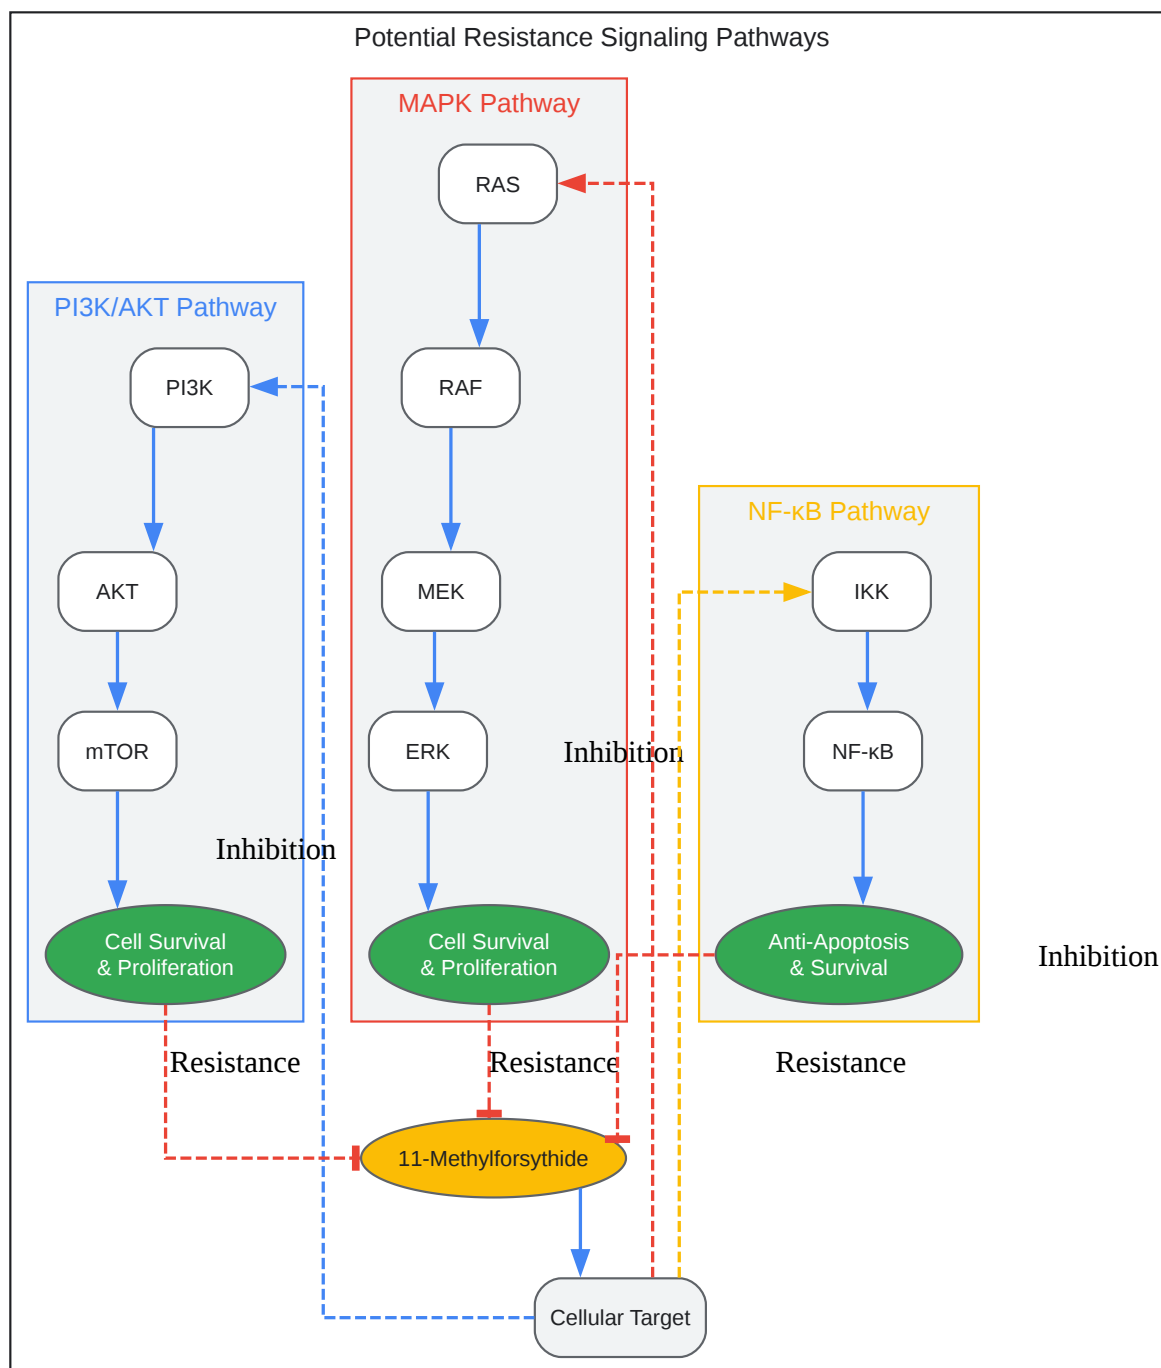 Potential Resistance Signaling Pathways
MAPK Pathway
RAS
PI3K/AKT Pathway
PI3K
RAF
NF-κB Pathway
AKT
MEK
IKK
mTOR
ERK
Inhibition
NF-κB
Inhibition
Cell Survival
& Proliferation
Cell Survival
& Proliferation
Anti-Apoptosis
& Survival
Inhibition
Resistance
Resistance
Resistance
11-Methylforsythide
Cellular Target